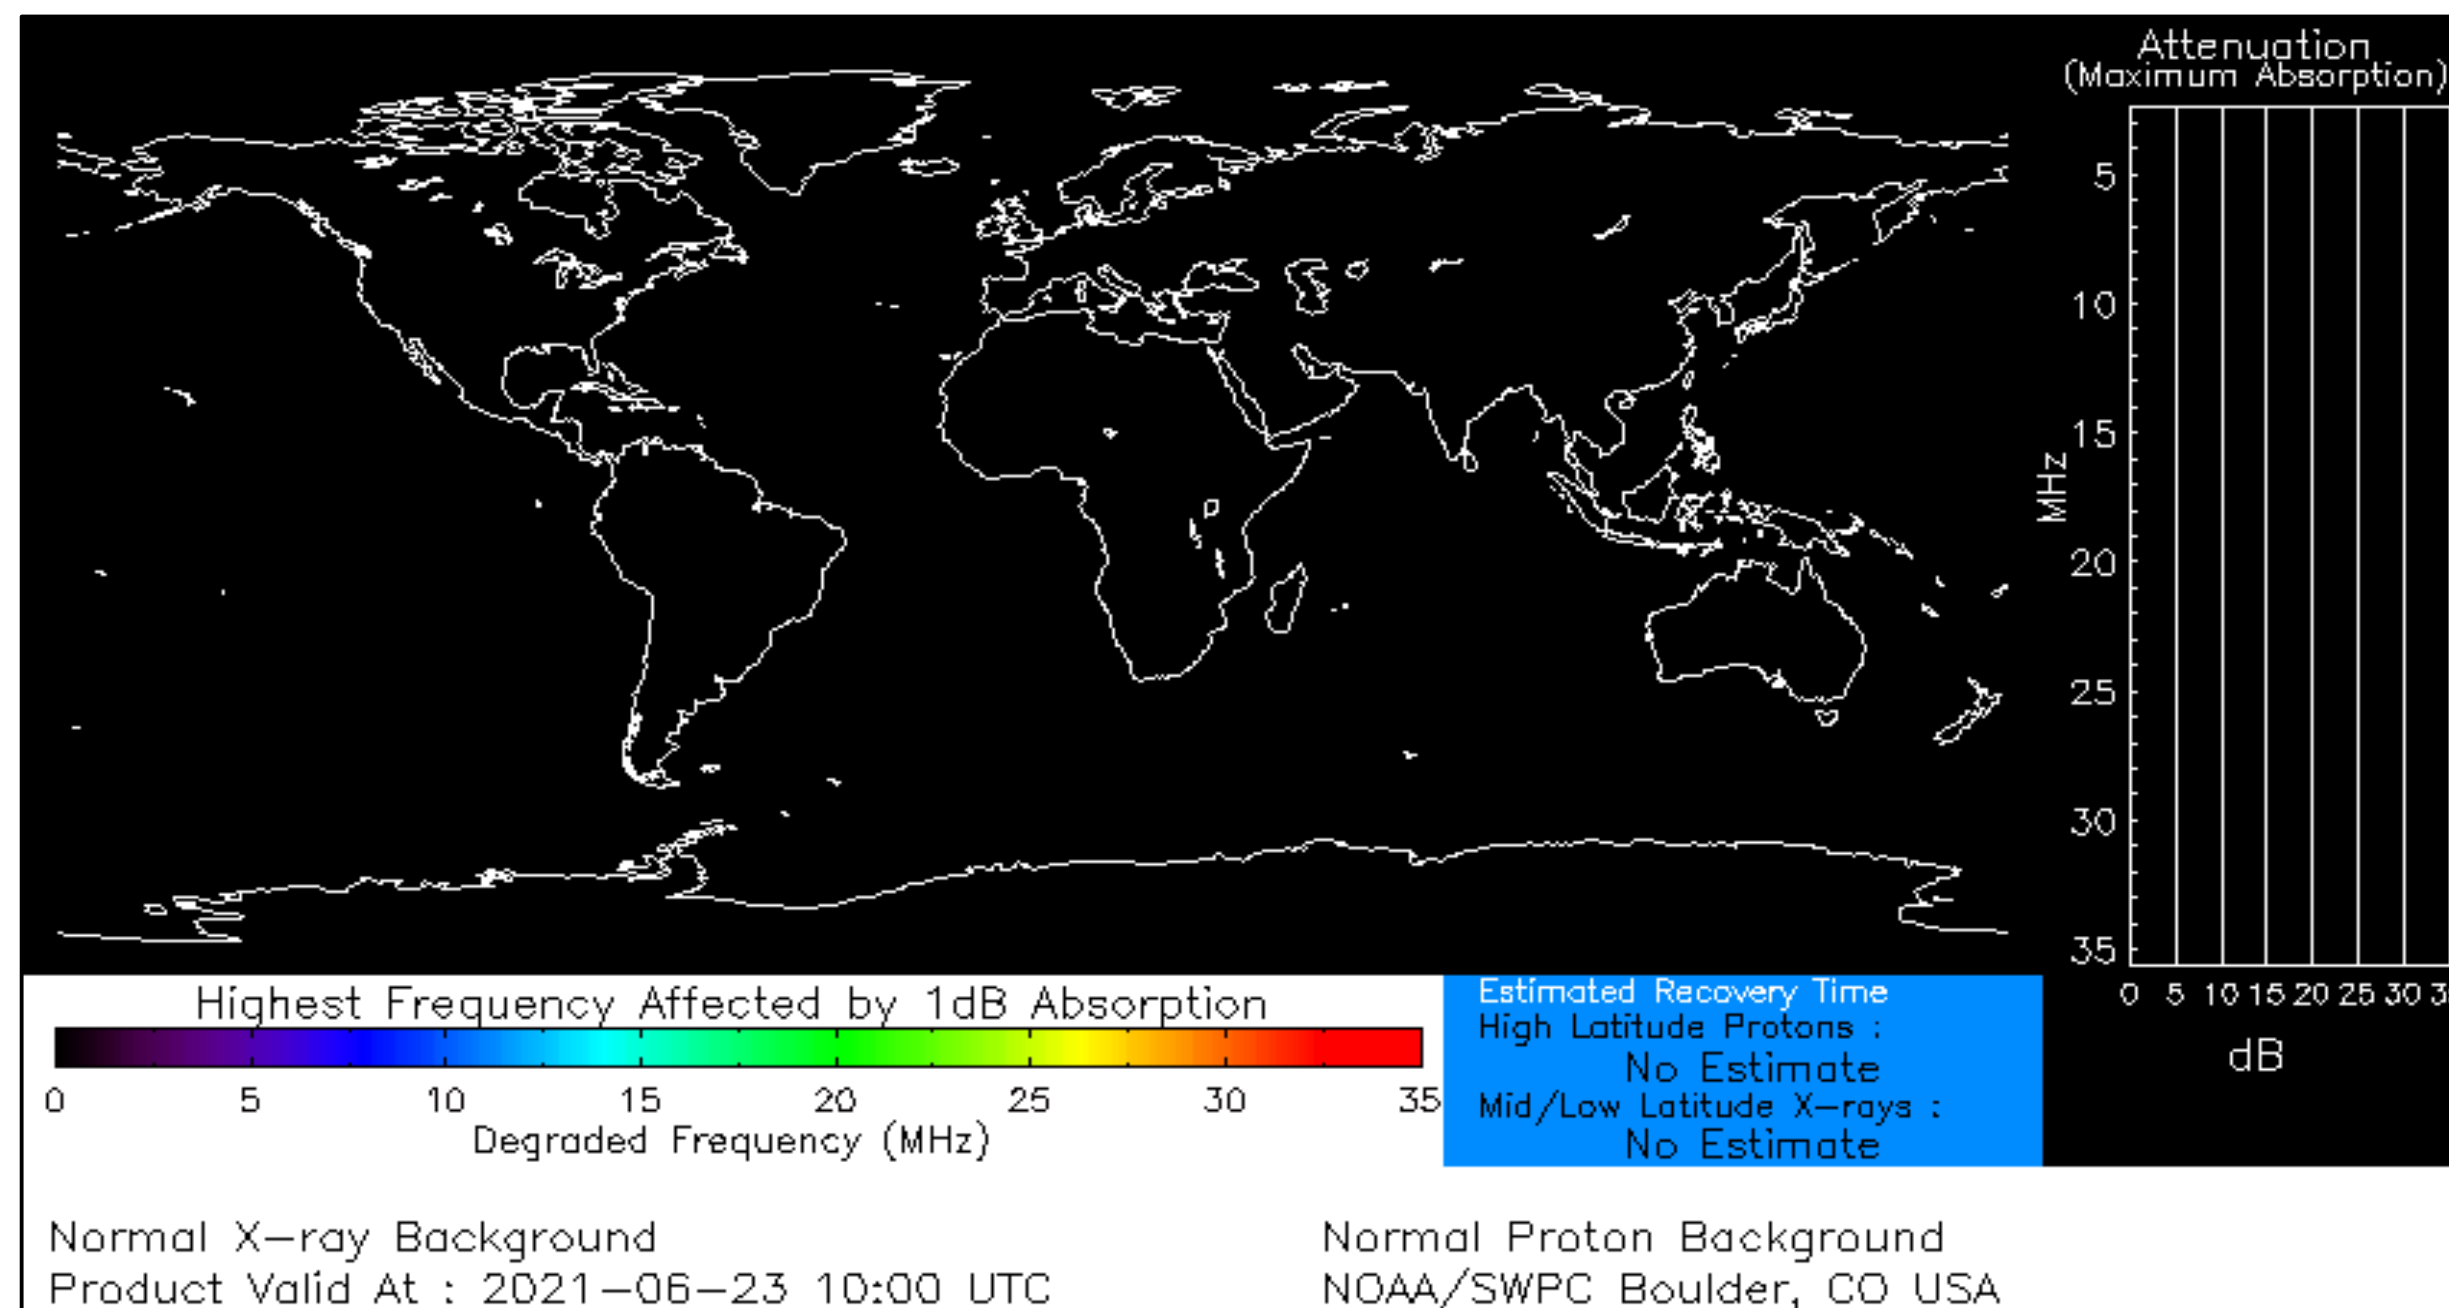 Attenuation
(Maximum Absorption)
5
10
15
20
25
30
35
MHz
0 5 10 15 20 25 30
dB
Highest Frequency Affected by 1dB Absorption
0 5 10 15 20 25 30 35
Degraded Frequency (MHz)
Estimated Recovery Time
High Latitude Protons :
No Estimate
Mid/Low Latitude X-rays :
No Estimate
Normal X-ray Background
Normal Proton Background
Product Valid At : 2021-06-23 10:00 UTC
NOAA/SWPC Boulder, CO USA